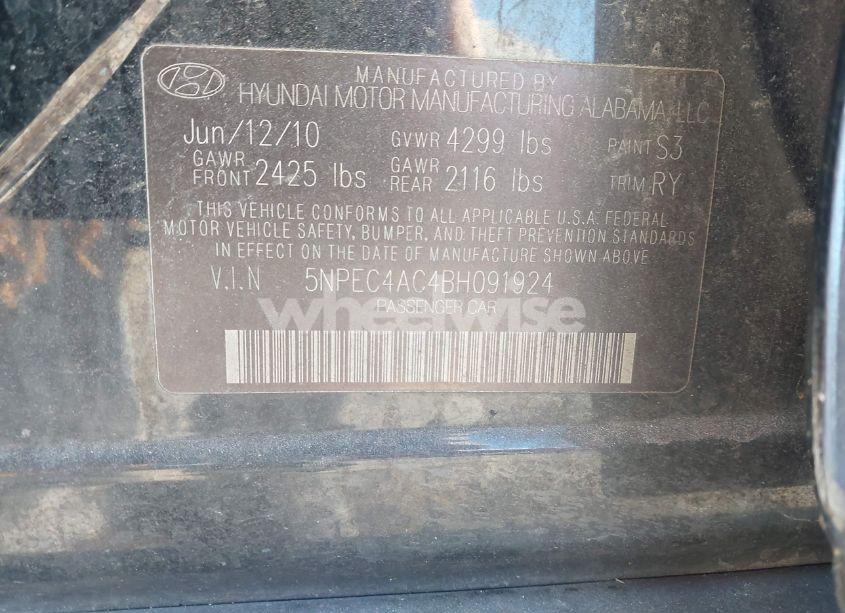 MANUFACTURED BY
HYUNDAI MOTOR MANUFACTURING ALABAMA, LLC
Jun/12/10 GVWR 4299 lbs PAINT S3
GAWR FRONT 2425 lbs GAWR REAR 2116 lbs TRIM RY
THIS VEHICLE CONFORMS TO ALL APPLICABLE U.S.A. FEDERAL
MOTOR VEHICLE SAFETY, BUMPER, AND THEFT PREVENTION STANDARDS
IN EFFECT ON THE DATE OF MANUFACTURE SHOWN ABOVE
V.I.N 5NPEC4AC4BH091924
PASSENGER CAR
wheelwise